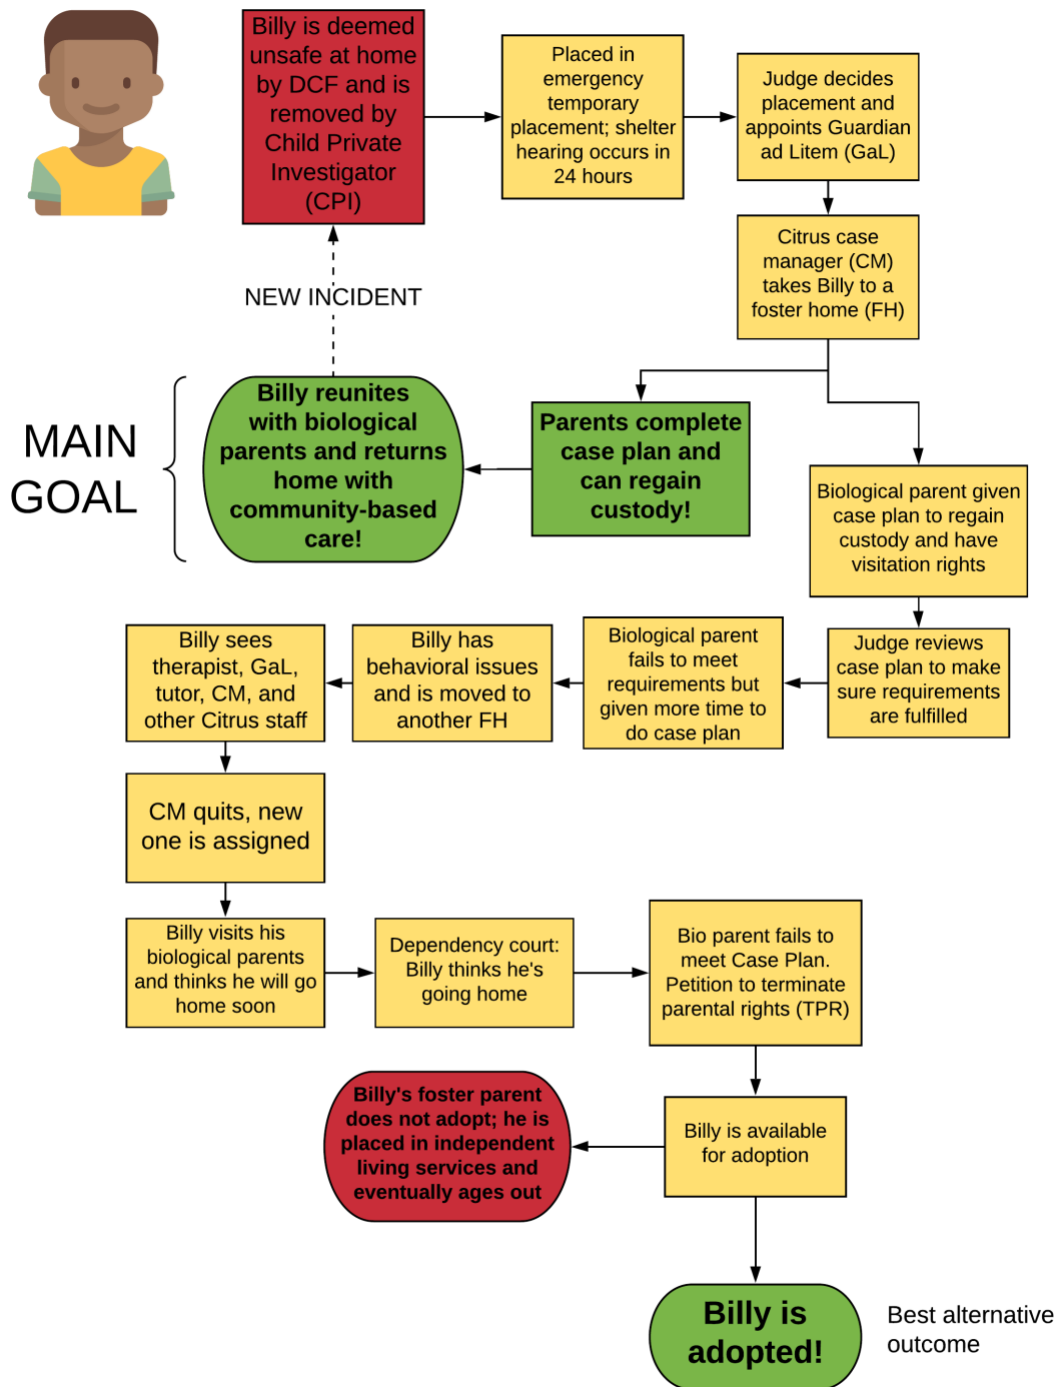 Billy is deemed
unsafe at home
by DCF and is
removed by
Child Private
Investigator
(CPI)
Placed in
emergency
temporary
placement; shelter
hearing occurs in
24 hours
Judge decides
placement and
appoints Guardian
ad Litem (GaL)
Citrus case
manager (CM)
takes Billy to a
foster home (FH)
NEW INCIDENT
MAIN
GOAL
Billy reunites
with biological
parents and returns
home with
community-based
care!
Parents complete
case plan and
can regain
custody!
Biological parent given
case plan to regain
custody and have
visitation rights
Judge reviews
case plan to make
sure requirements
are fulfilled
Biological parent
fails to meet
requirements but
given more time to
do case plan
Billy has
behavioral issues
and is moved to
another FH
Billy sees
therapist, GaL,
tutor, CM, and
other Citrus staff
CM quits, new
one is assigned
Billy visits his
biological parents
and thinks he will go
home soon
Dependency court:
Billy thinks he's
going home
Bio parent fails to
meet Case Plan.
Petition to terminate
parental rights (TPR)
Billy is available
for adoption
Billy's foster parent
does not adopt; he is
placed in independent
living services and
eventually ages out
Billy is
adopted!
Best alternative
outcome